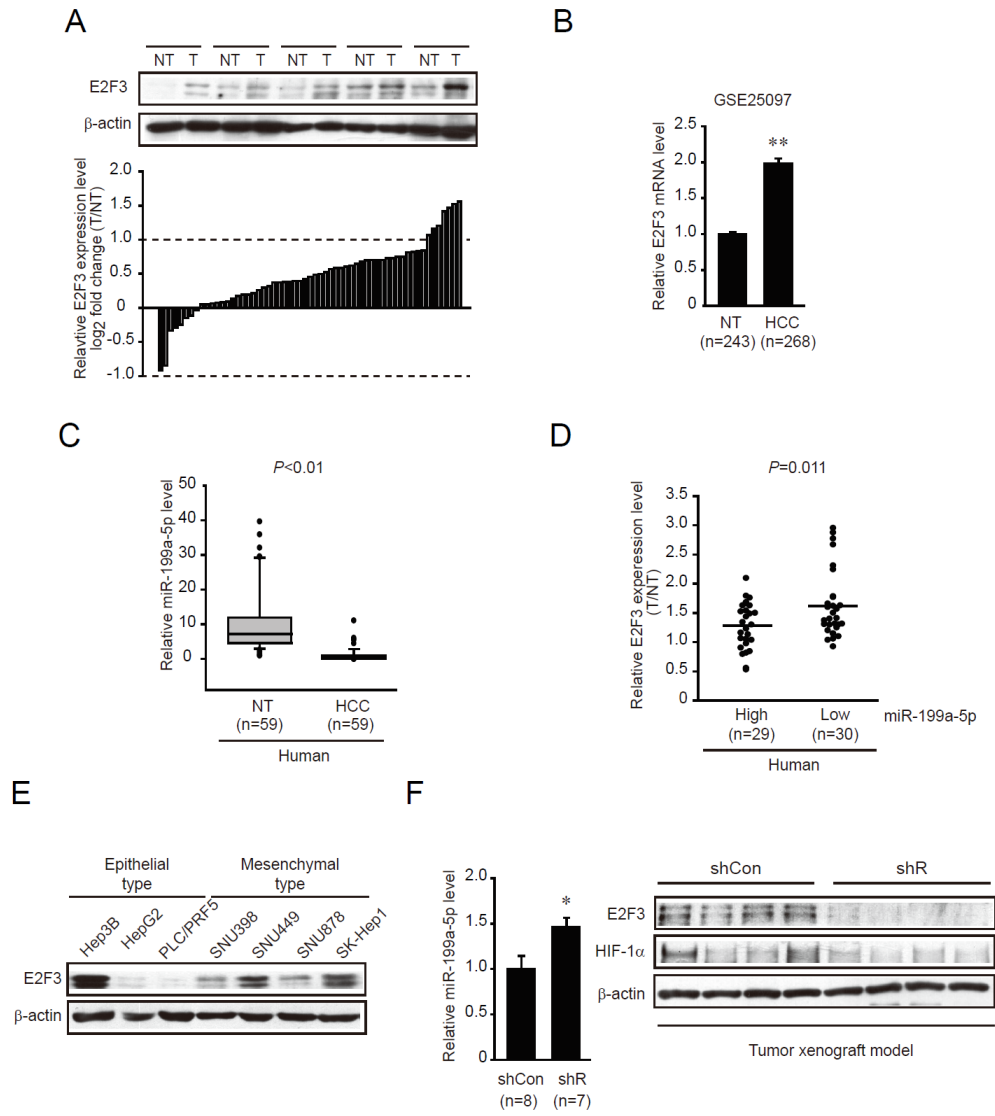 A
NT T NT T NT T NT T NT T
E2F3
β-actin
Relavtive E2F3 expression level
log2 fold change (T/NT)
2.0
1.5
1.0
0.5
0
-0.5
-1.0
B
GSE25097
Relative E2F3 mRNA level
2.5
2.0
1.5
1.0
0.5
0
**
NT HCC
(n=243) (n=268)
C
P<0.01
Relative miR-199a-5p level
50
40
30
20
10
0
NT HCC
(n=59) (n=59)
Human
D
P=0.011
Relative E2F3 experession level
(T/NT)
3.5
3.0
2.5
2.0
1.5
1.0
0.5
0
High Low miR-199a-5p
(n=29) (n=30)
Human
E
Epithelial Mesenchymal
type type
Hep3B HepG2 PLC/PRF5 SNU398 SNU449 SNU878 SK-Hep1
E2F3
β-actin
F
Relative miR-199a-5p level
2.0
1.5
1.0
0.5
0.0
*
shCon shR
(n=8) (n=7)
shCon shR
E2F3
HIF-1α
β-actin
Tumor xenograft model